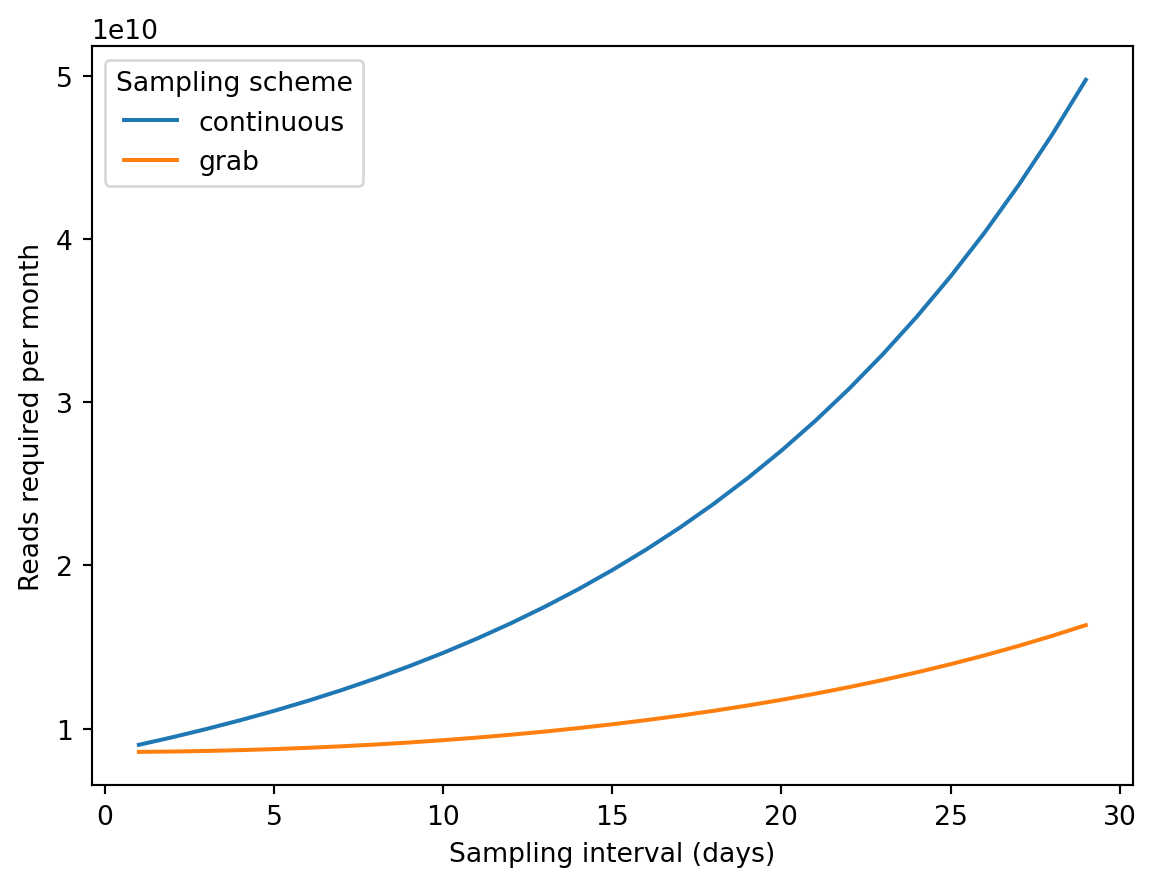 1e10
Sampling scheme
continuous
grab
Reads required per month
5
4
3
2
1
0 5 10 15 20 25 30
Sampling interval (days)